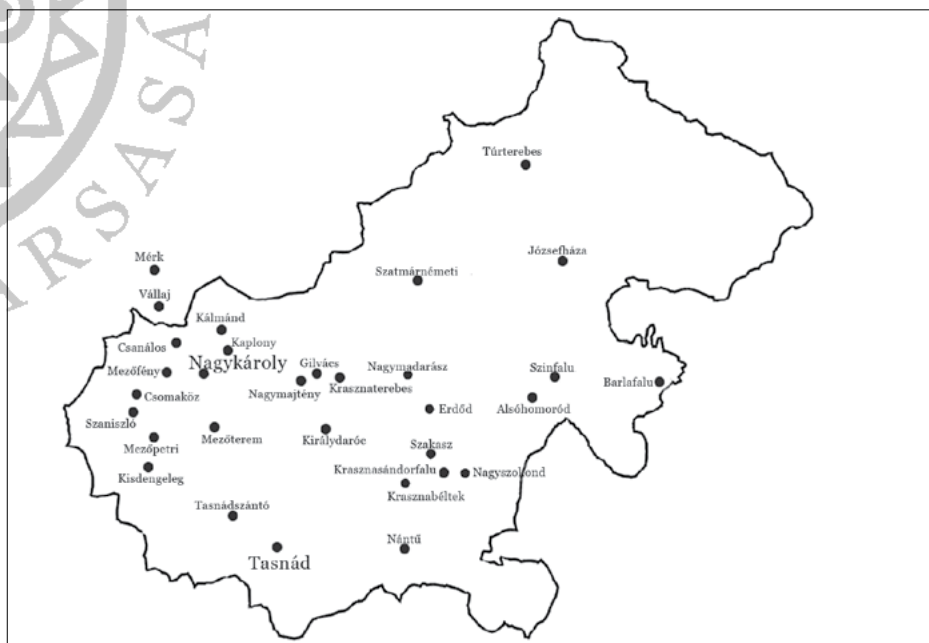 TÁRSASÁ
Túrterebes
Józsefháza
Mérk
Szatmárnémeti
Vállaj
Kálmánd
Csanálos
Kaplony
Nagykároly
Gilvács
Nagymadarász
Mezőfény
Szinfalu
Krasznaterebes
Nagymajtény
Barlafalu
Csomaköz
Alsóhomoród
Erdőd
Szaniszló
Mezőterem
Királydaróc
Mezőpetri
Szakasz
Krasznasándorfalu
Nagyszokond
Kisdengeleg
Krasznabéltek
Tasnádszántó
Nántű
Tasnád